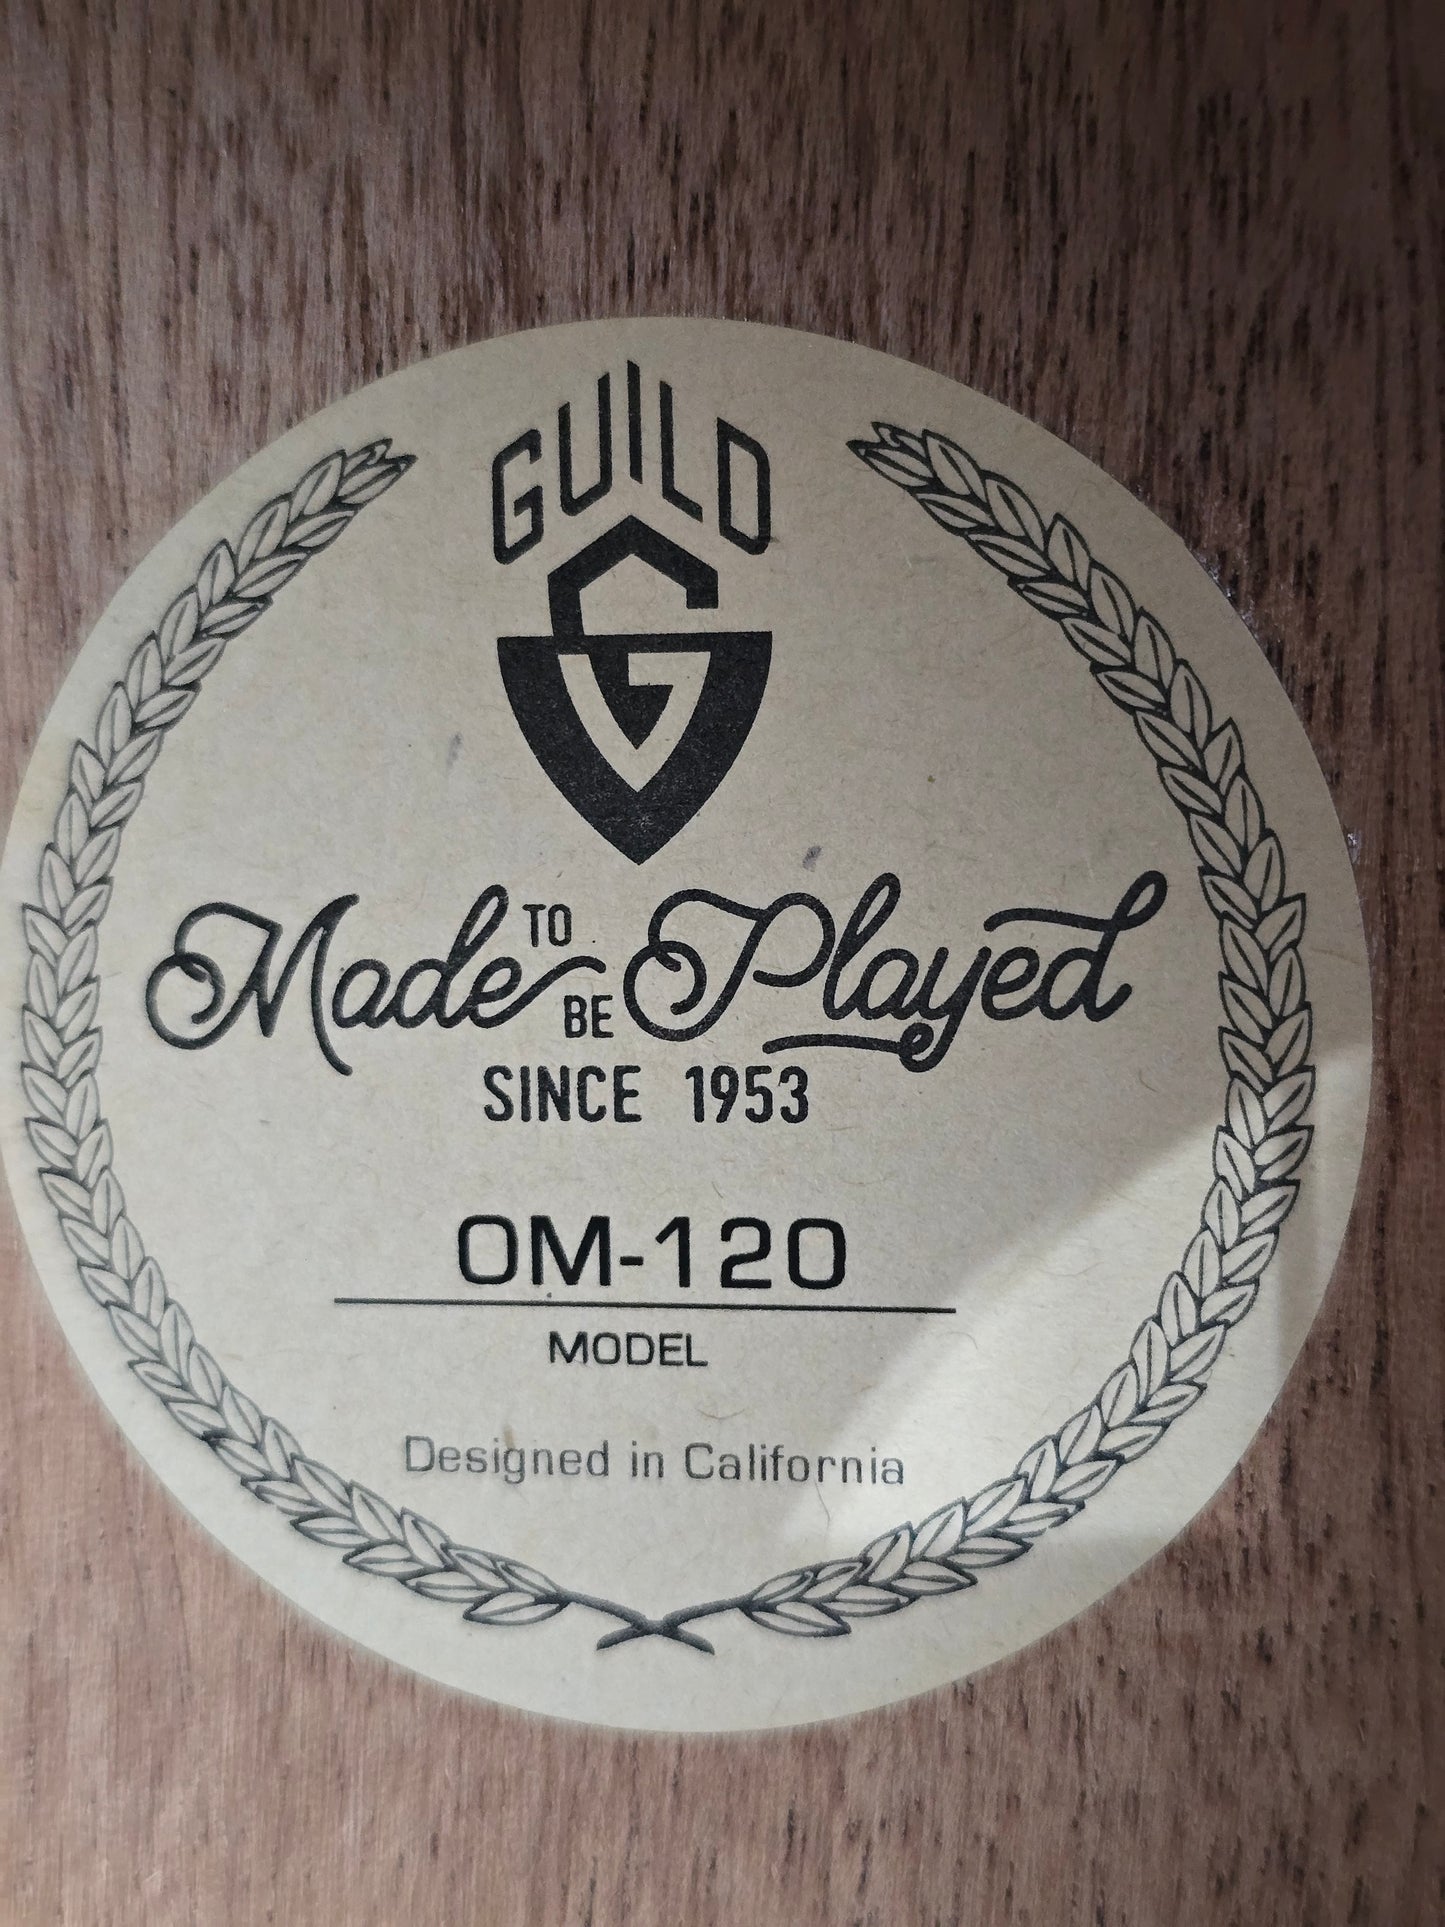 GUILD
G
Made TO BE Played
SINCE 1953
OM-120
MODEL
Designed in California